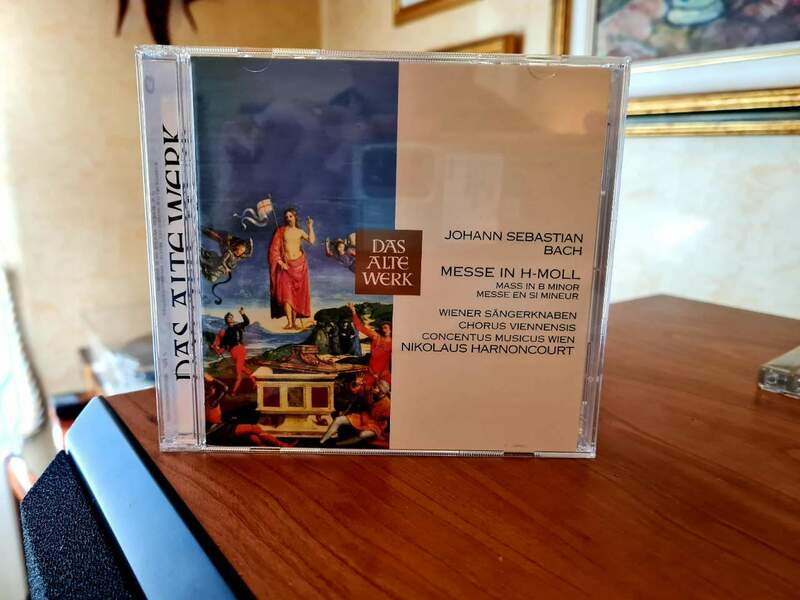 DAS ALTE WERK
DAS
ALTE
WERK
JOHANN SEBASTIAN
BACH
MESSE IN H-MOLL
MASS IN B MINOR
MESSE EN SI MINEUR
WIENER SÄNGERKNABEN
CHORUS VIENNENSIS
CONCENTUS MUSICUS WIEN
NIKOLAUS HARNONCOURT